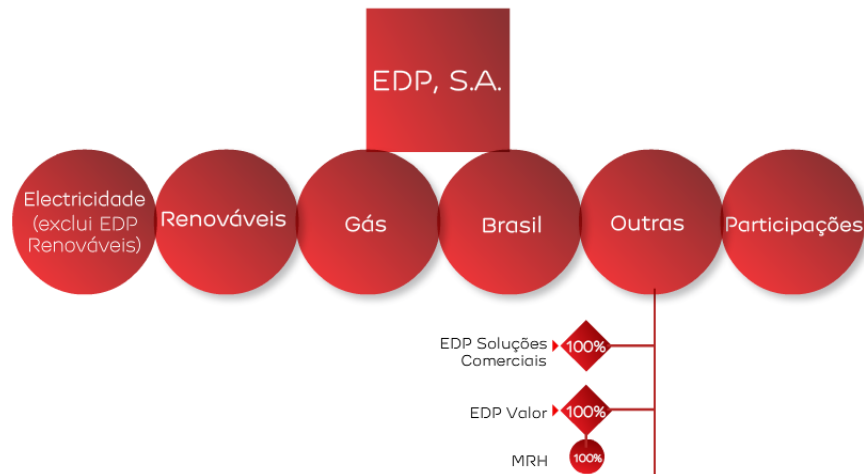 EDP, S.A.
Electricidade
(exclui EDP
Renováveis)
Renováveis
Gás
Brasil
Outras
Participações
EDP Soluções
Comerciais
100%
EDP Valor
100%
MRH
100%